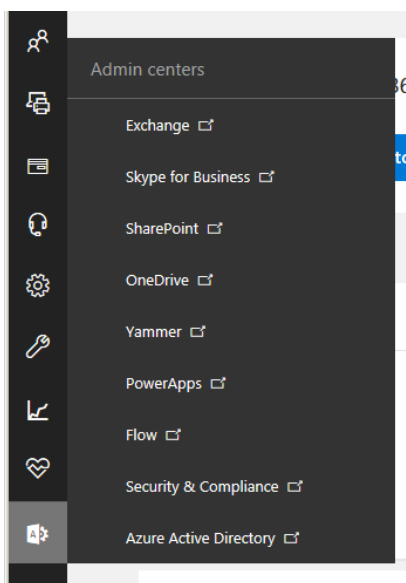 Admin centers
Exchange
Skype for Business
SharePoint
OneDrive
Yammer
PowerApps
Flow
Security & Compliance
Azure Active Directory